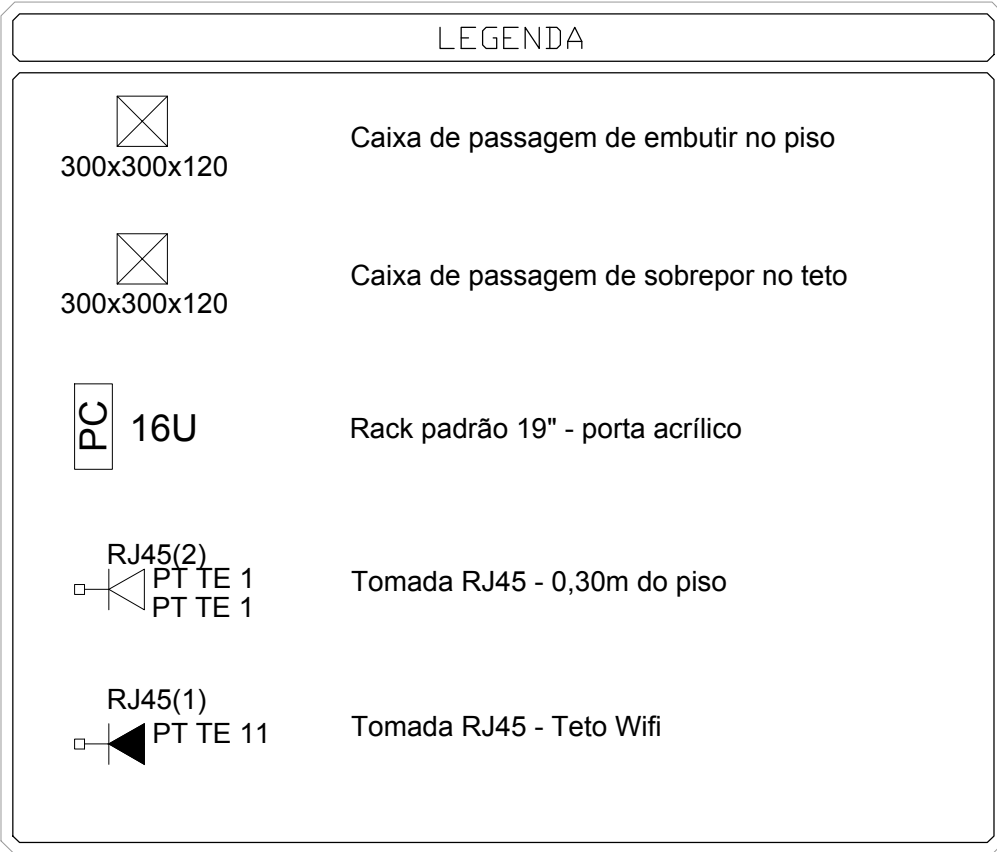 LEGENDA
Caixa de passagem de embutir no piso
300x300x120
Caixa de passagem de sobrepor no teto
300x300x120
PC 16U Rack padrão 19" - porta acrílico
RJ45(2)
PT TE 1
Tomada RJ45 - 0,30m do piso
PT TE 1
RJ45(1)
PT TE 11 Tomada RJ45 - Teto Wifi